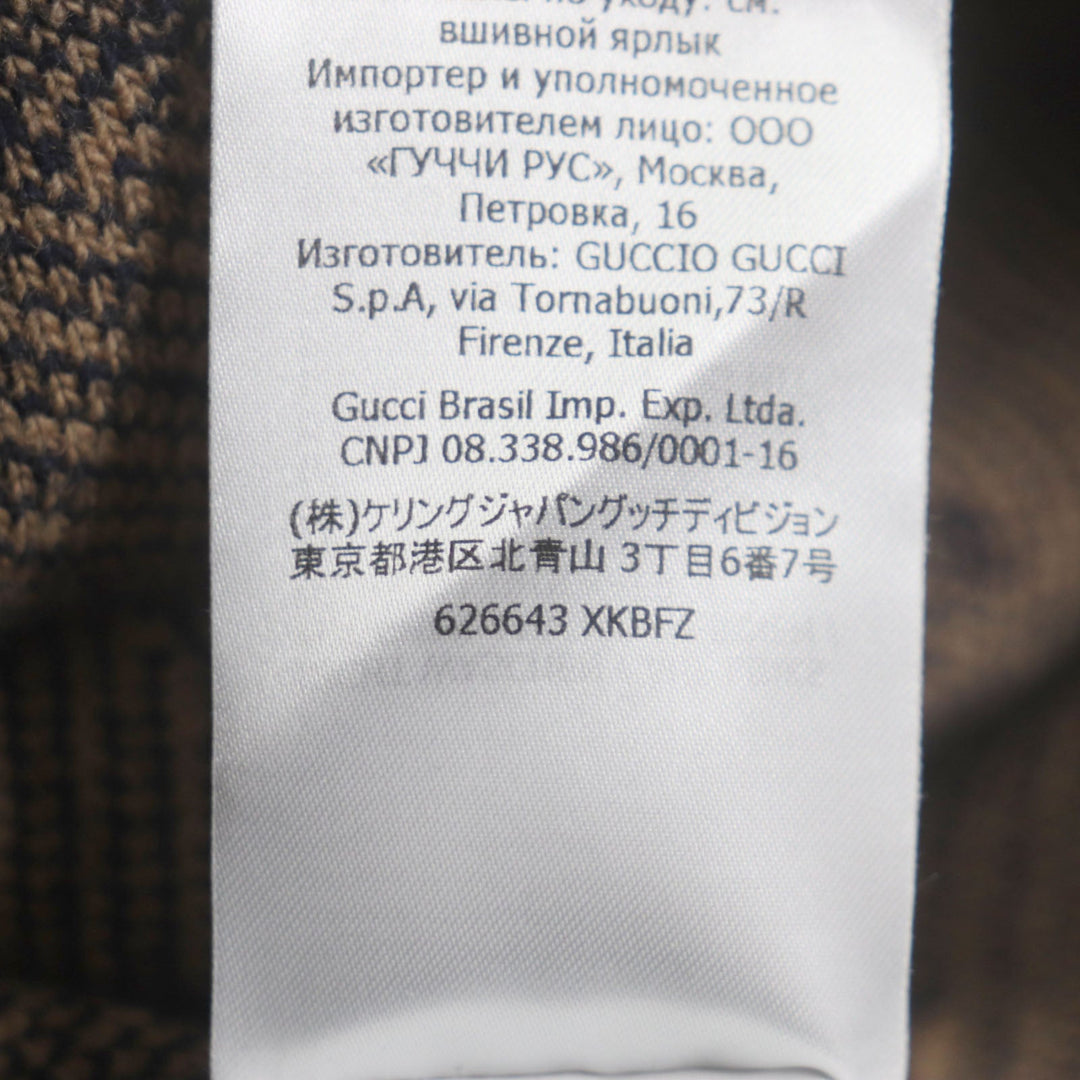 по уходу: см.
вшивной ярлык
Импортер и уполномоченное
изготовителем лицо: ООО
«ГУЧЧИ РУС», Москва,
Петровка, 16
Изготовитель: GUCCIO GUCCI
S.p.A, via Tornabuoni,73/R
Firenze, Italia
Gucci Brasil Imp. Exp. Ltda.
CNPJ 08.338.986/0001-16
(株)ケリングジャパングッチディビジョン
東京都港区北青山 3丁目6番7号
626643 XKBFZ